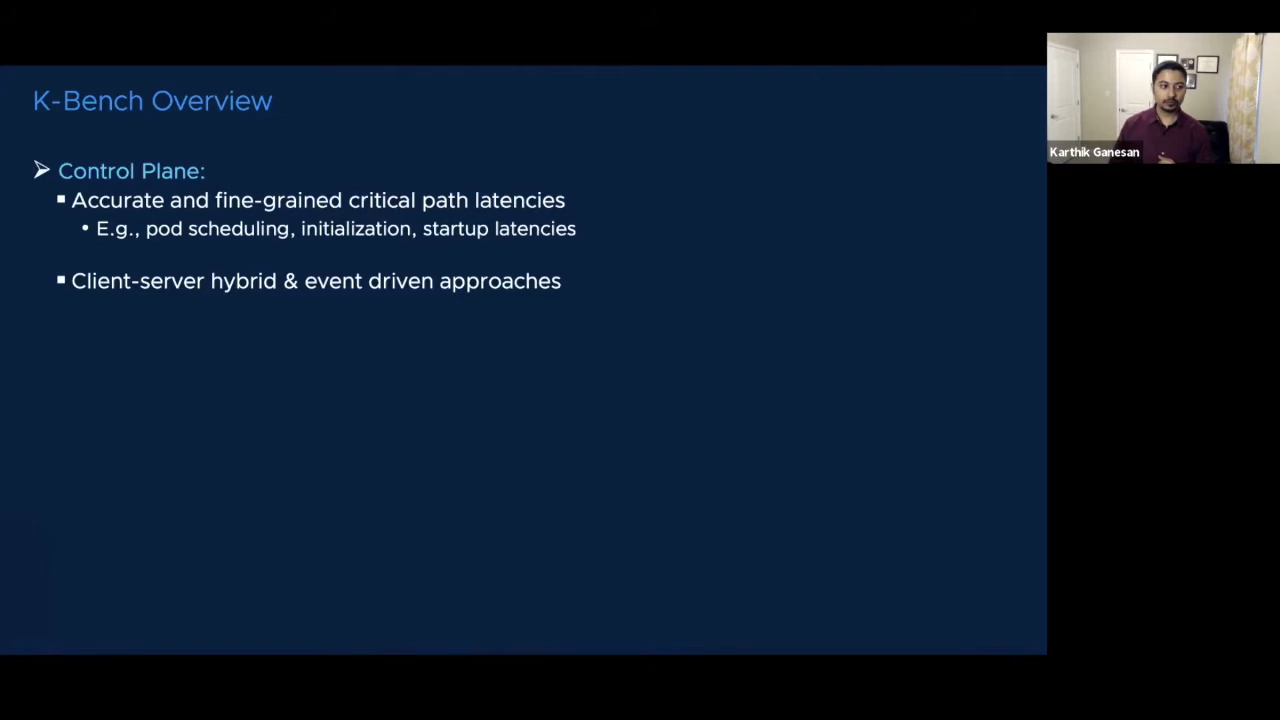 K-Bench Overview
Control Plane:
Accurate and fine-grained critical path latencies
E.g., pod scheduling, initialization, startup latencies
Client-server hybrid & event driven approaches
Karthik Ganesan